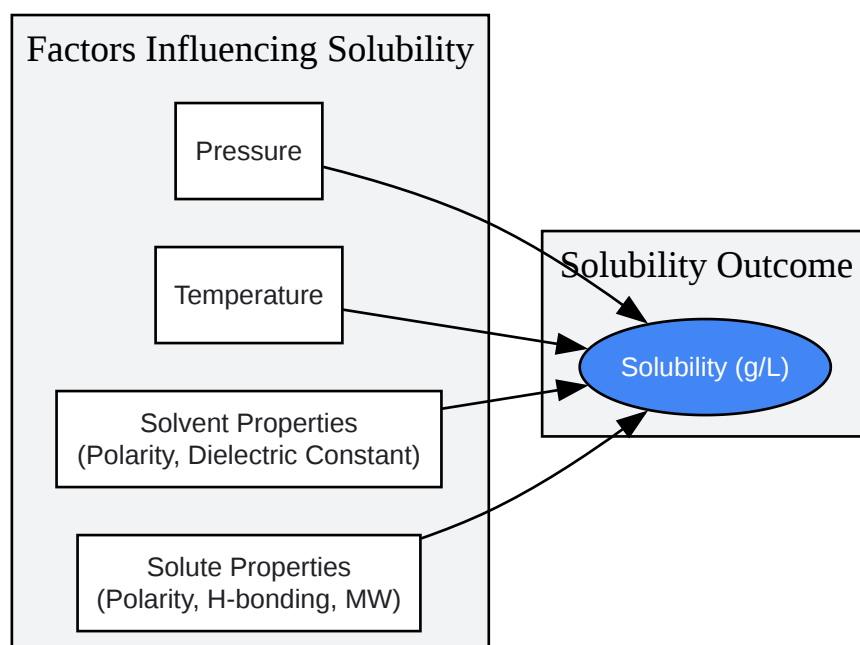 Factors Influencing Solubility
Pressure
Temperature
Solvent Properties
(Polarity, Dielectric Constant)
Solute Properties
(Polarity, H-bonding, MW)
Solubility Outcome
Solubility (g/L)